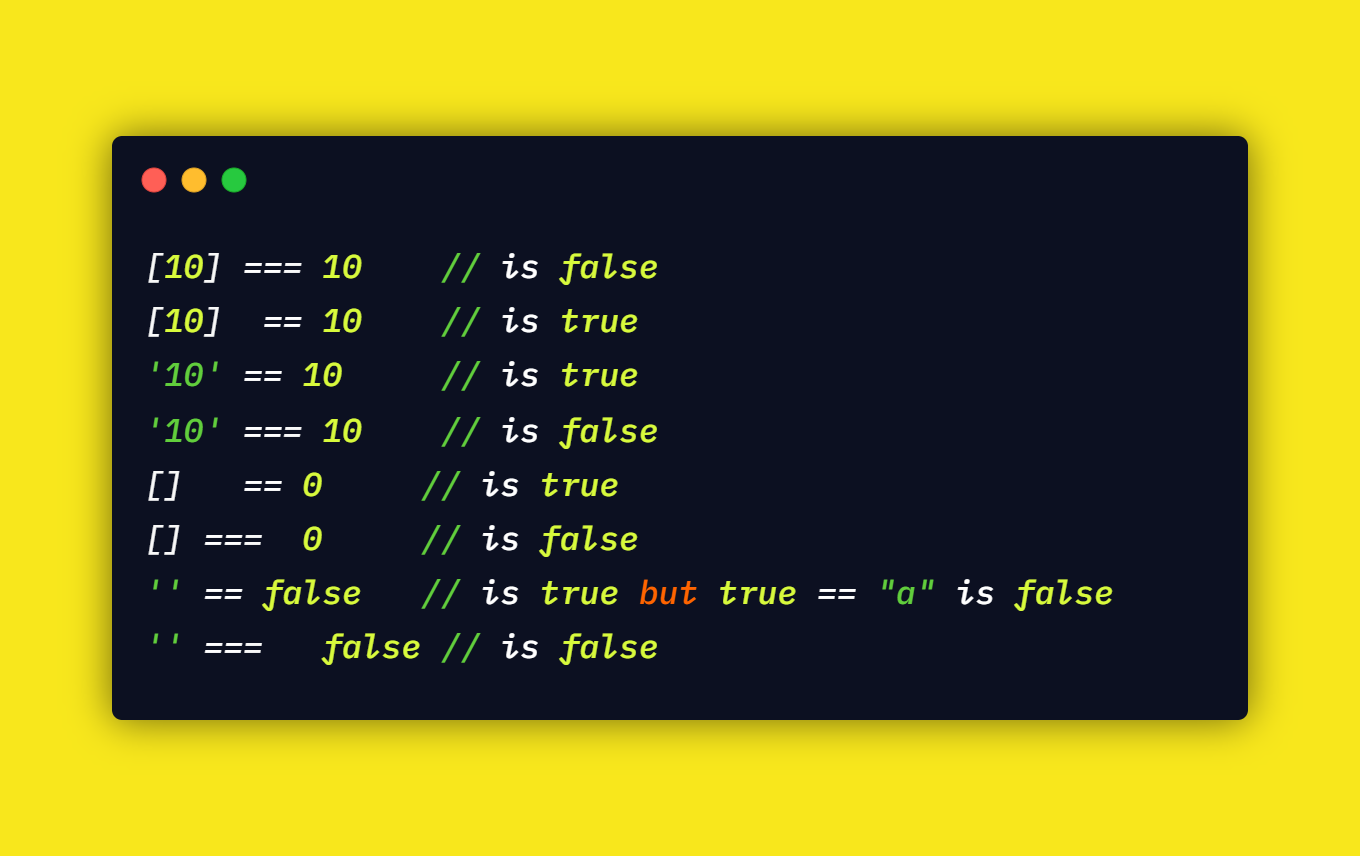 [10] === 10    // is false
[10]  == 10    // is true
'10' == 10     // is true
'10' === 10    // is false
[]   == 0     // is true
[] ===  0     // is false
'' == false   // is true but true == "a" is false
'' ===   false // is false